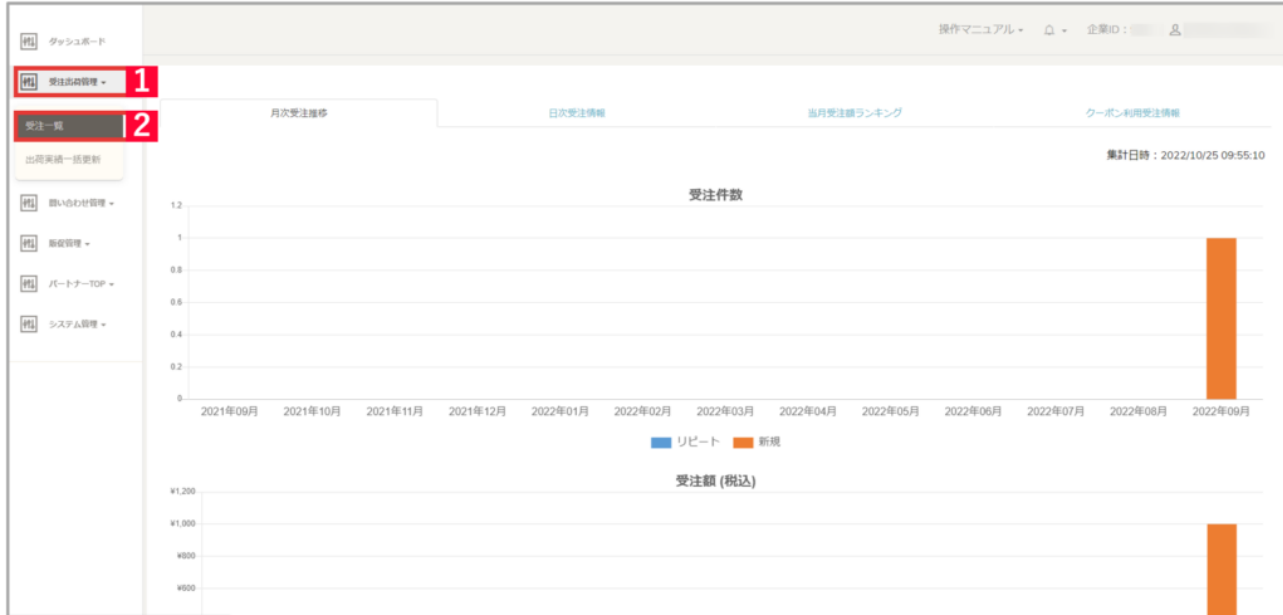 操作マニュアル
企業ID：
ダッシュボード
受注出荷管理
1
受注一覧
2
出荷実績一括更新
問い合わせ管理
販促管理
パートナーTOP
システム管理
月次受注推移
日次受注情報
当月受注額ランキング
クーポン利用受注情報
集計日時：2022/10/25 09:55:10
受注件数
1.2
1
0.8
0.6
0.4
0.2
0
2021年09月 2021年10月 2021年11月 2021年12月 2022年01月 2022年02月 2022年03月 2022年04月 2022年05月 2022年06月 2022年07月 2022年08月 2022年09月
リピート 新規
受注額 (税込)
¥1,200
¥1,000
¥800
¥600